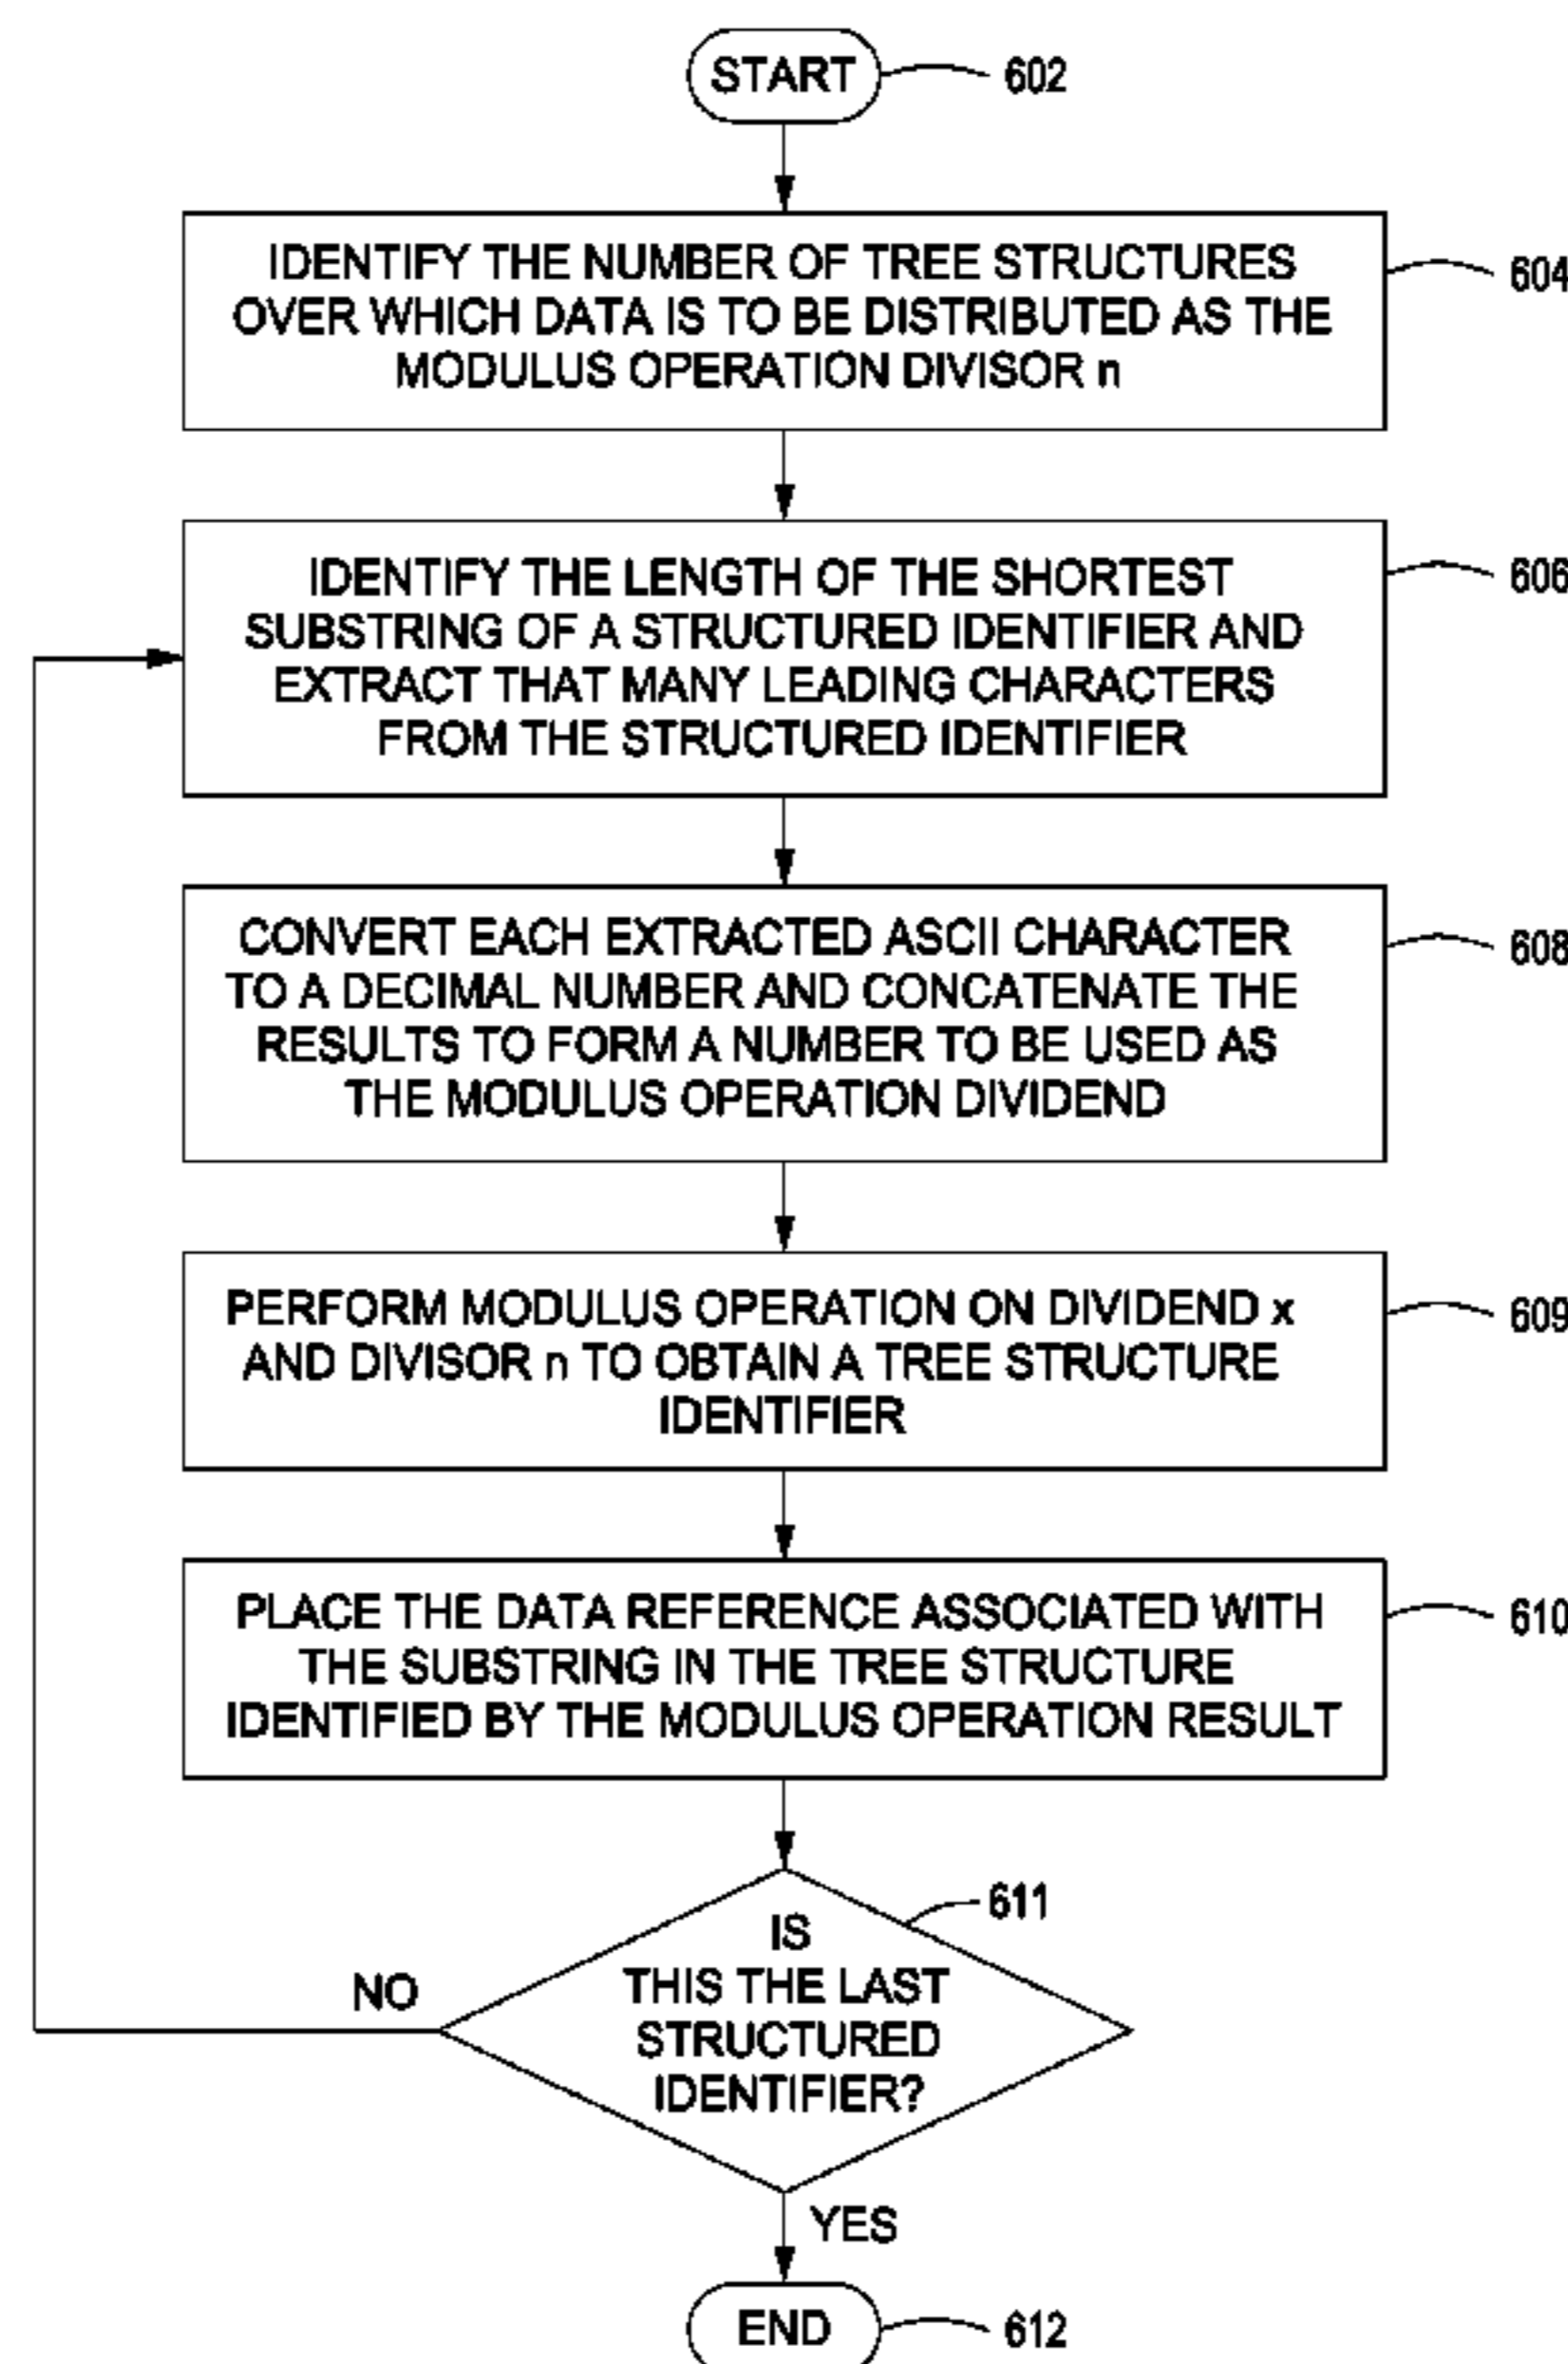 START
602
IDENTIFY THE NUMBER OF TREE STRUCTURES
OVER WHICH DATA IS TO BE DISTRIBUTED AS THE
MODULUS OPERATION DIVISOR n
604
IDENTIFY THE LENGTH OF THE SHORTEST
SUBSTRING OF A STRUCTURED IDENTIFIER AND
EXTRACT THAT MANY LEADING CHARACTERS
FROM THE STRUCTURED IDENTIFIER
606
CONVERT EACH EXTRACTED ASCII CHARACTER
TO A DECIMAL NUMBER AND CONCATENATE THE
RESULTS TO FORM A NUMBER TO BE USED AS
THE MODULUS OPERATION DIVIDEND
608
PERFORM MODULUS OPERATION ON DIVIDEND x
AND DIVISOR n TO OBTAIN A TREE STRUCTURE
IDENTIFIER
609
PLACE THE DATA REFERENCE ASSOCIATED WITH
THE SUBSTRING IN THE TREE STRUCTURE
IDENTIFIED BY THE MODULUS OPERATION RESULT
610
611
IS
THIS THE LAST
STRUCTURED
IDENTIFIER?
NO
YES
END
612